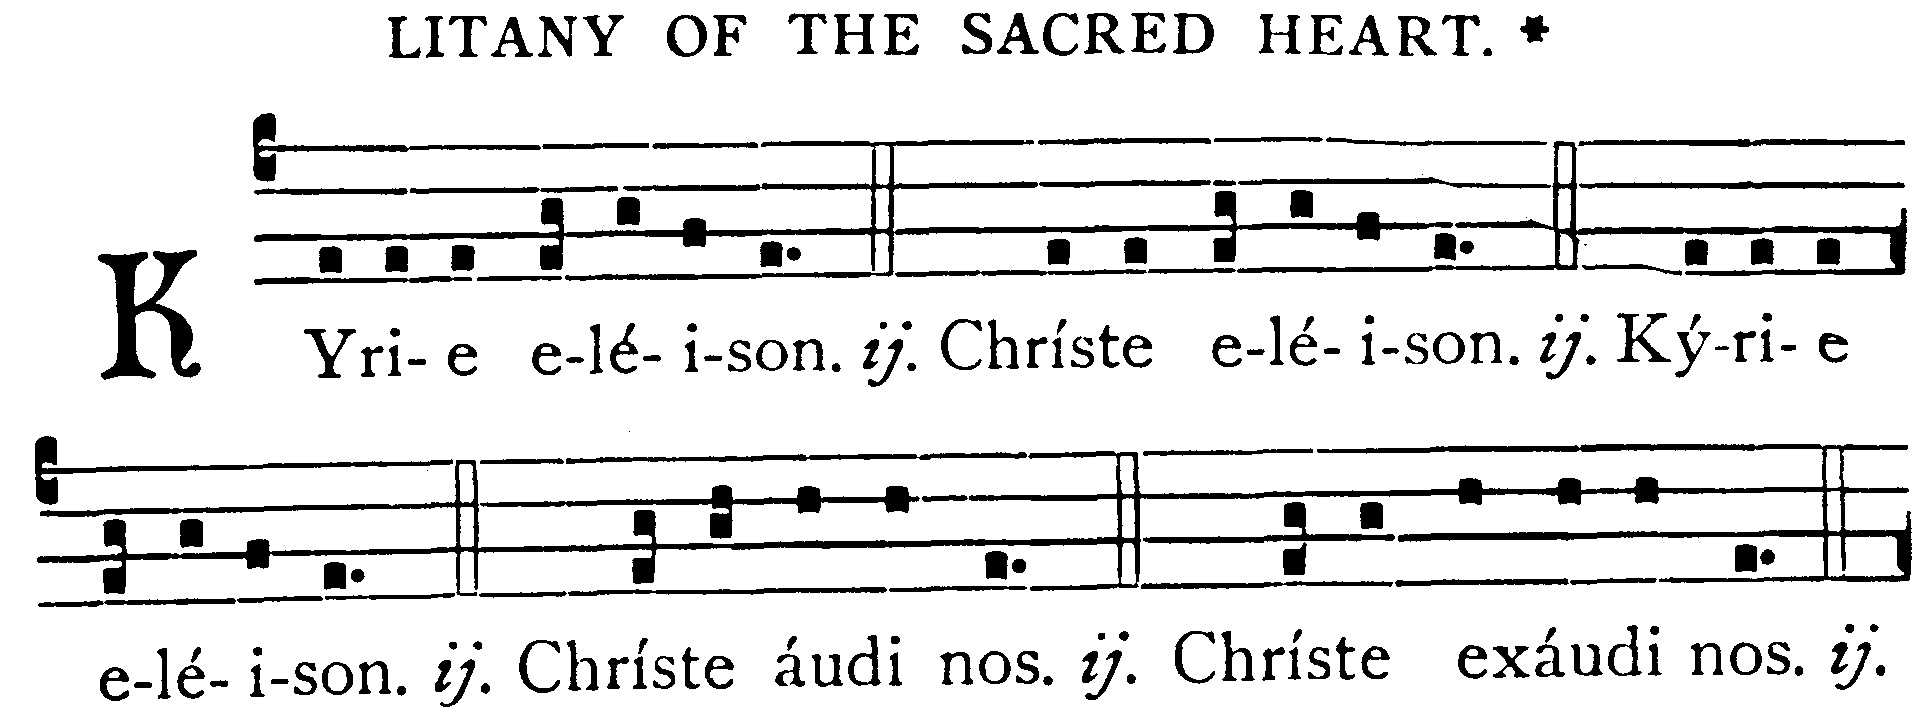 LITANY OF THE SACRED HEART. *
KYri- e e-lé- i-son. ij. Chríste e-lé- i-son. ij. Ký-ri- e
e-lé- i-son. ij. Chríste áudi nos. ij. Chríste exáudi nos. ij.